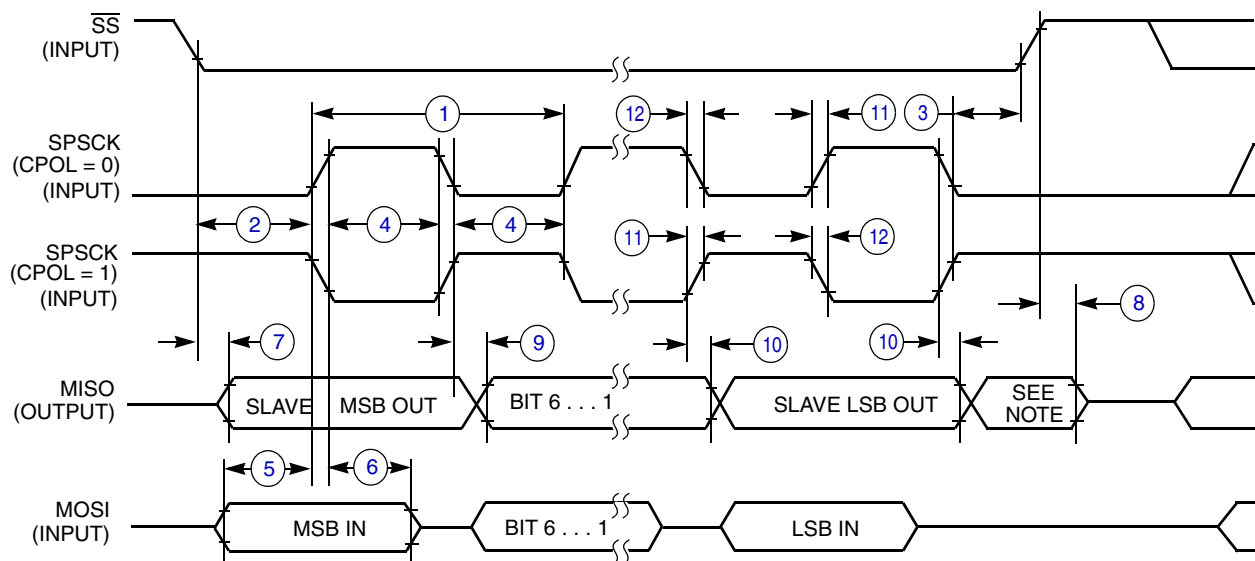 SS
(INPUT)
1
12
11
3
SPSCK
(CPOL = 0)
(INPUT)
2
4
4
SPSCK
(CPOL = 1)
(INPUT)
11
12
8
7
9
10
10
MISO
(OUTPUT)
SLAVE
MSB OUT
BIT 6 . . . 1
SLAVE LSB OUT
SEE
NOTE
5
6
MOSI
(INPUT)
MSB IN
BIT 6 . . . 1
LSB IN